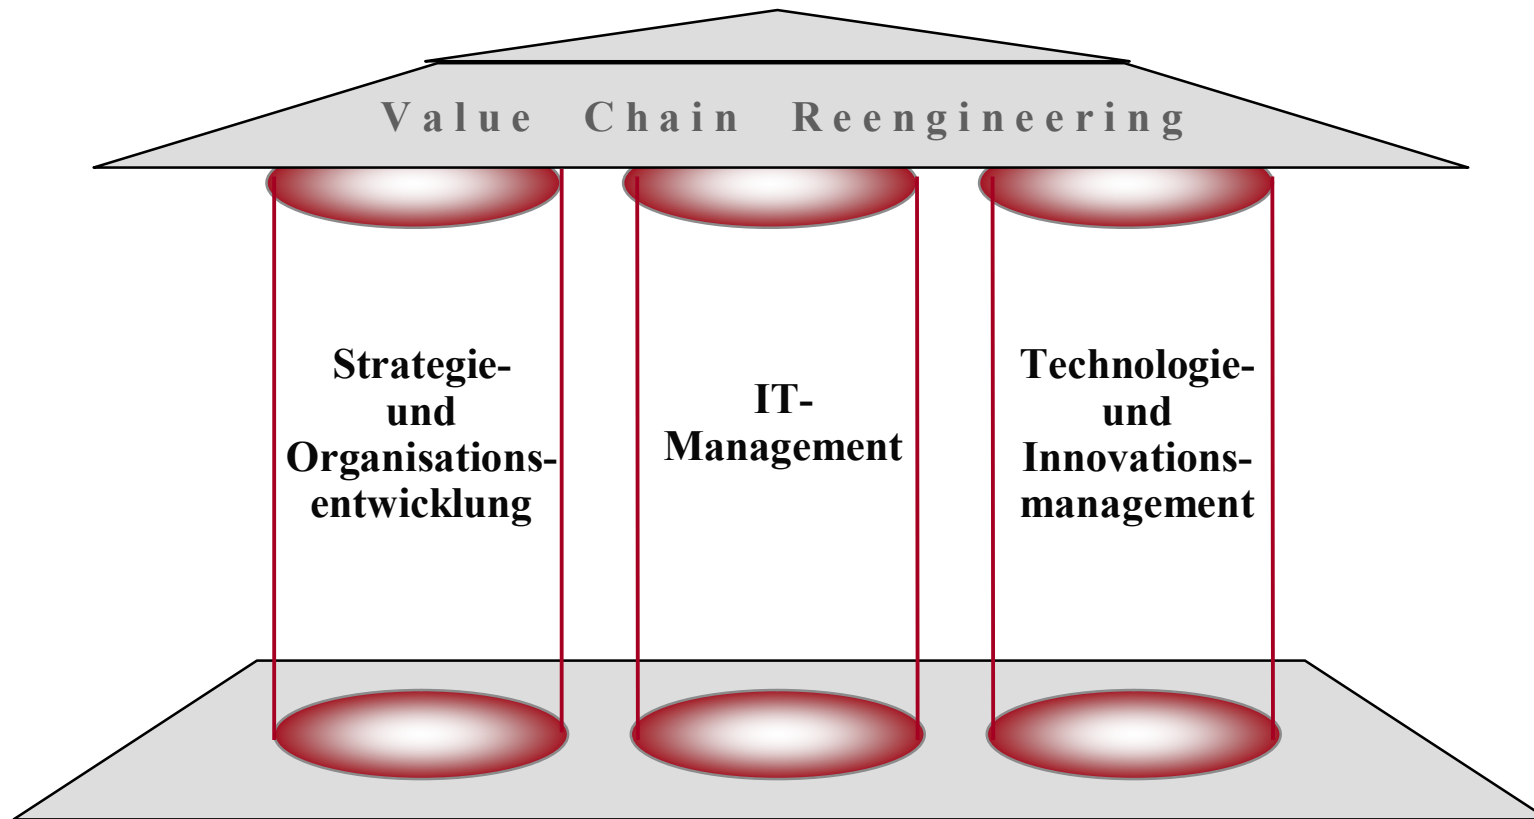 Value Chain Reengineering
Strategie-
und
Organisations-
entwicklung
IT-
Management
Technologie-
und
Innovations-
management